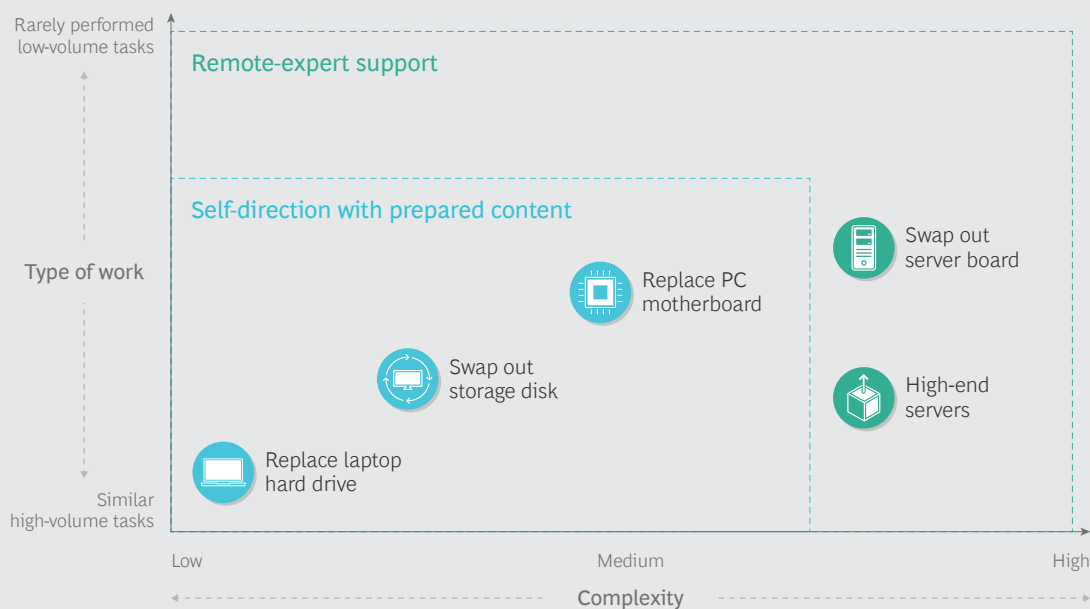 Rarely performed
low-volume tasks
Remote-expert support
Self-direction with prepared content
Type of work
Swap out
server board
Replace PC
motherboard
Swap out
storage disk
High-end
servers
Replace laptop
hard drive
Similar
high-volume tasks
Low
Medium
High
Complexity